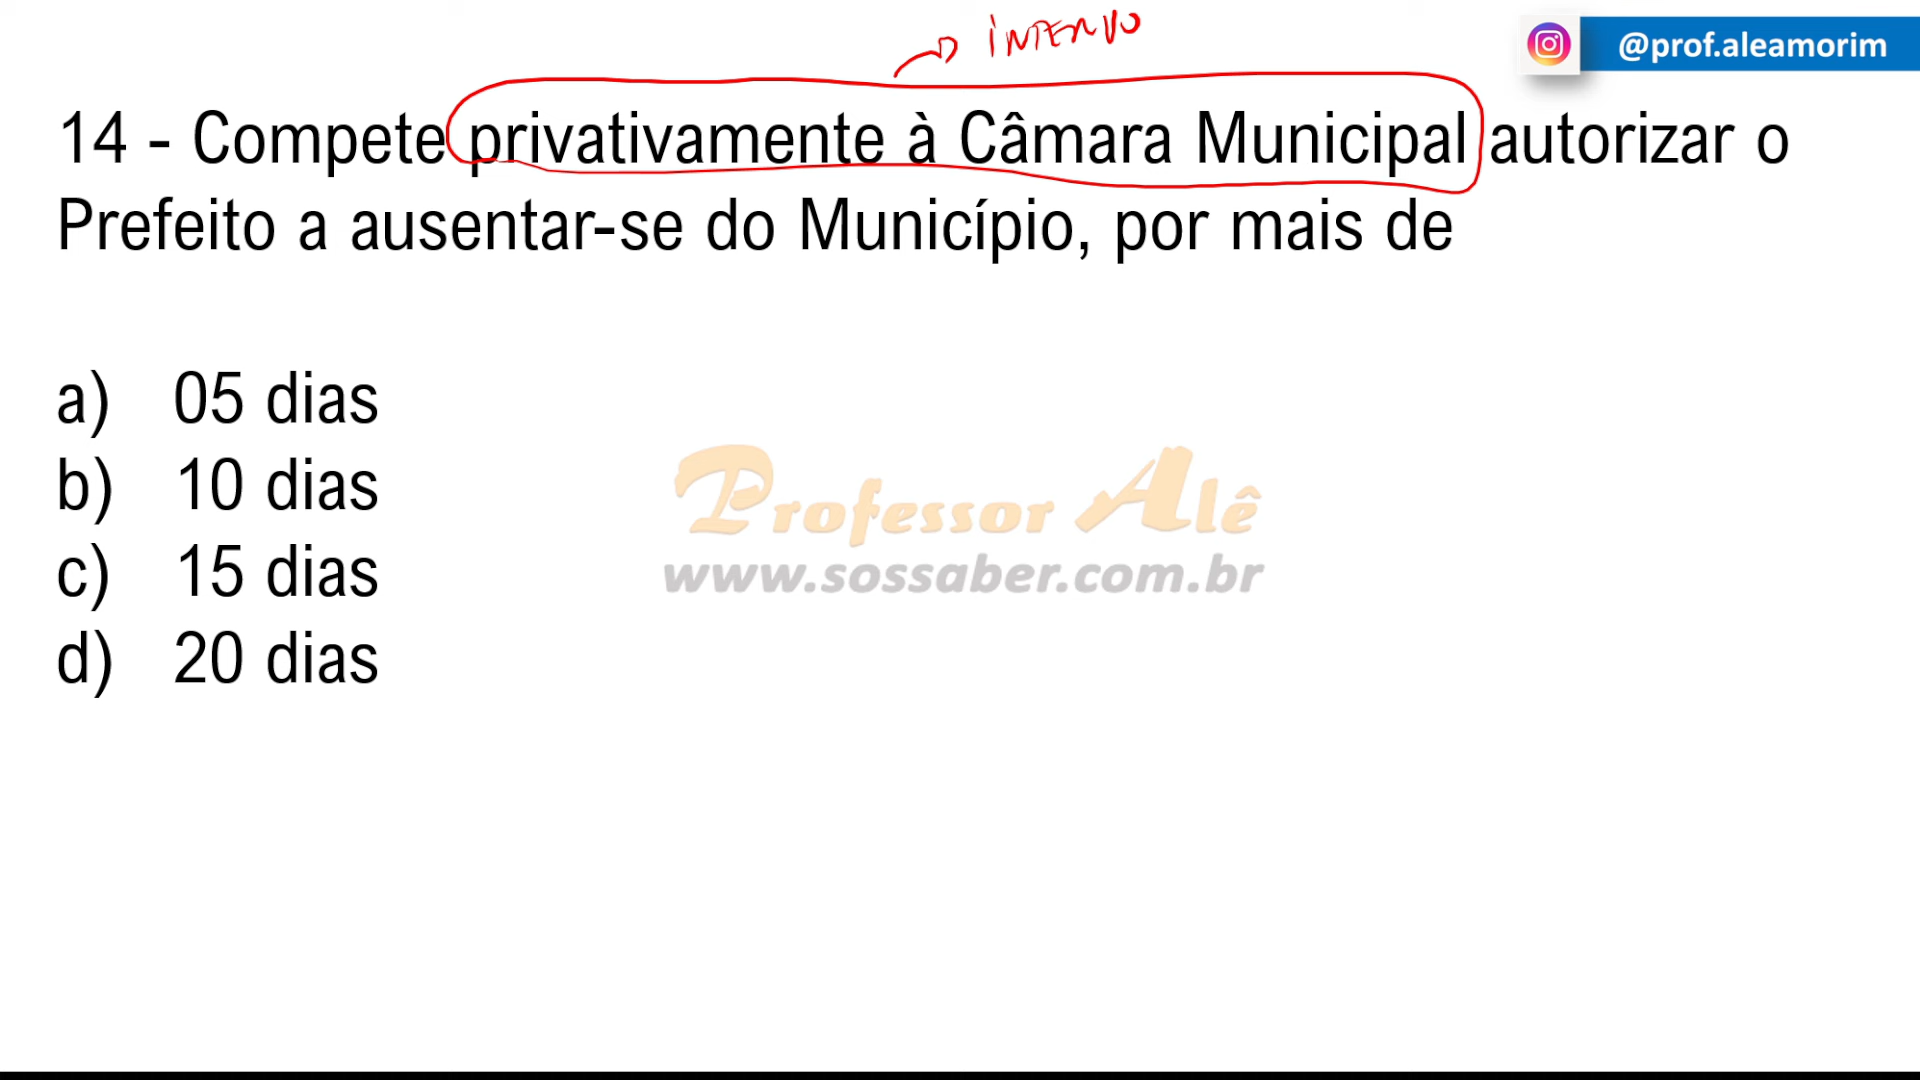 INTERNO
@prof.aleamorim
14 - Compete privativamente à Câmara Municipal autorizar o
Prefeito a ausentar-se do Município, por mais de
a) 05 dias
b) 10 dias
c) 15 dias
d) 20 dias
Professor Alê
www.sossaber.com.br